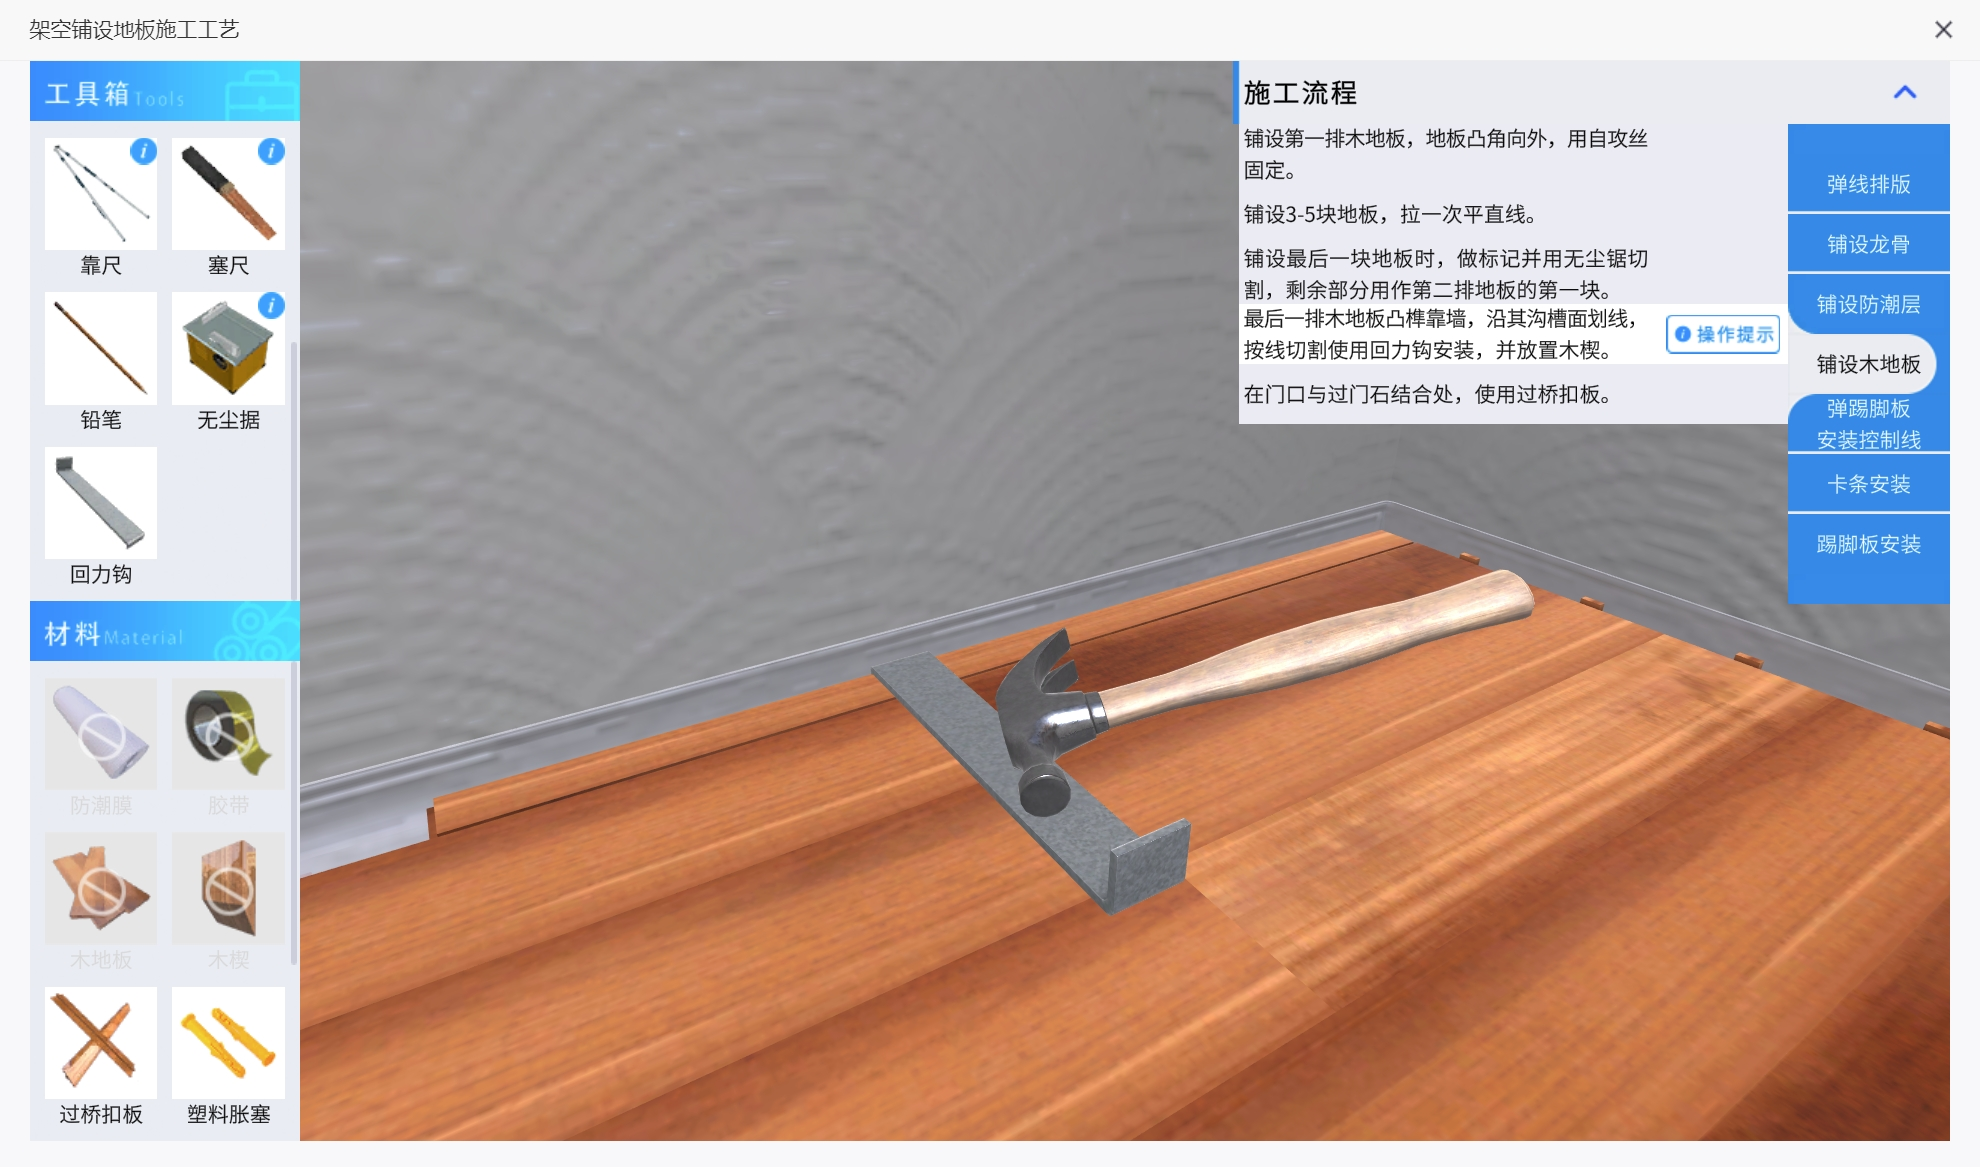 架空铺设地板施工工艺
工具箱 Tools
靠尺
塞尺
铅笔
无尘据
回力钩
材料 Material
防潮膜
胶带
木地板
木楔
过桥扣板
塑料胀塞
施工流程
铺设第一排木地板，地板凸角向外，用自攻丝
固定。
铺设3-5块地板，拉一次平直线。
铺设最后一块地板时，做标记并用无尘锯切
割，剩余部分用作第二排地板的第一块。
最后一排木地板凸榫靠墙，沿其沟槽面划线，
按线切割使用回力钩安装，并放置木楔。
操作提示
在门口与过门石结合处，使用过桥扣板。
弹线排版
铺设龙骨
铺设防潮层
铺设木地板
弹踢脚板
安装控制线
卡条安装
踢脚板安装